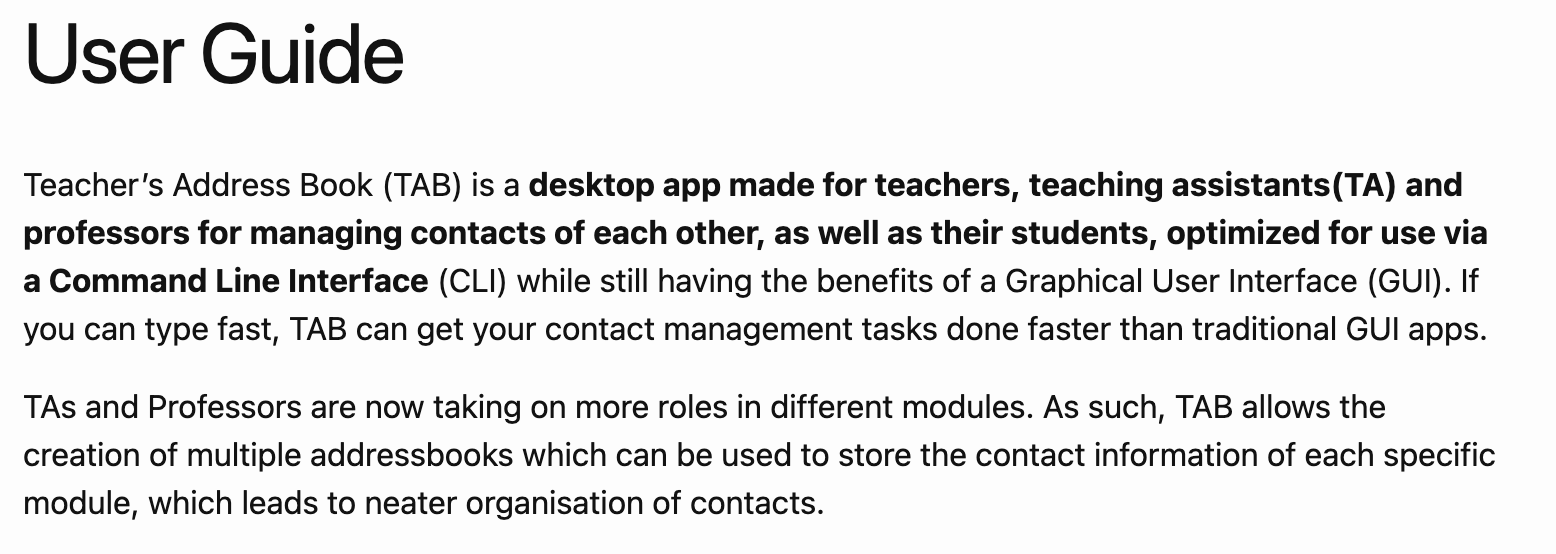 User Guide
Teacher’s Address Book (TAB) is a desktop app made for teachers, teaching assistants(TA) and
professors for managing contacts of each other, as well as their students, optimized for use via
a Command Line Interface (CLI) while still having the benefits of a Graphical User Interface (GUI). If
you can type fast, TAB can get your contact management tasks done faster than traditional GUI apps.
TAs and Professors are now taking on more roles in different modules. As such, TAB allows the
creation of multiple addressbooks which can be used to store the contact information of each specific
module, which leads to neater organisation of contacts.